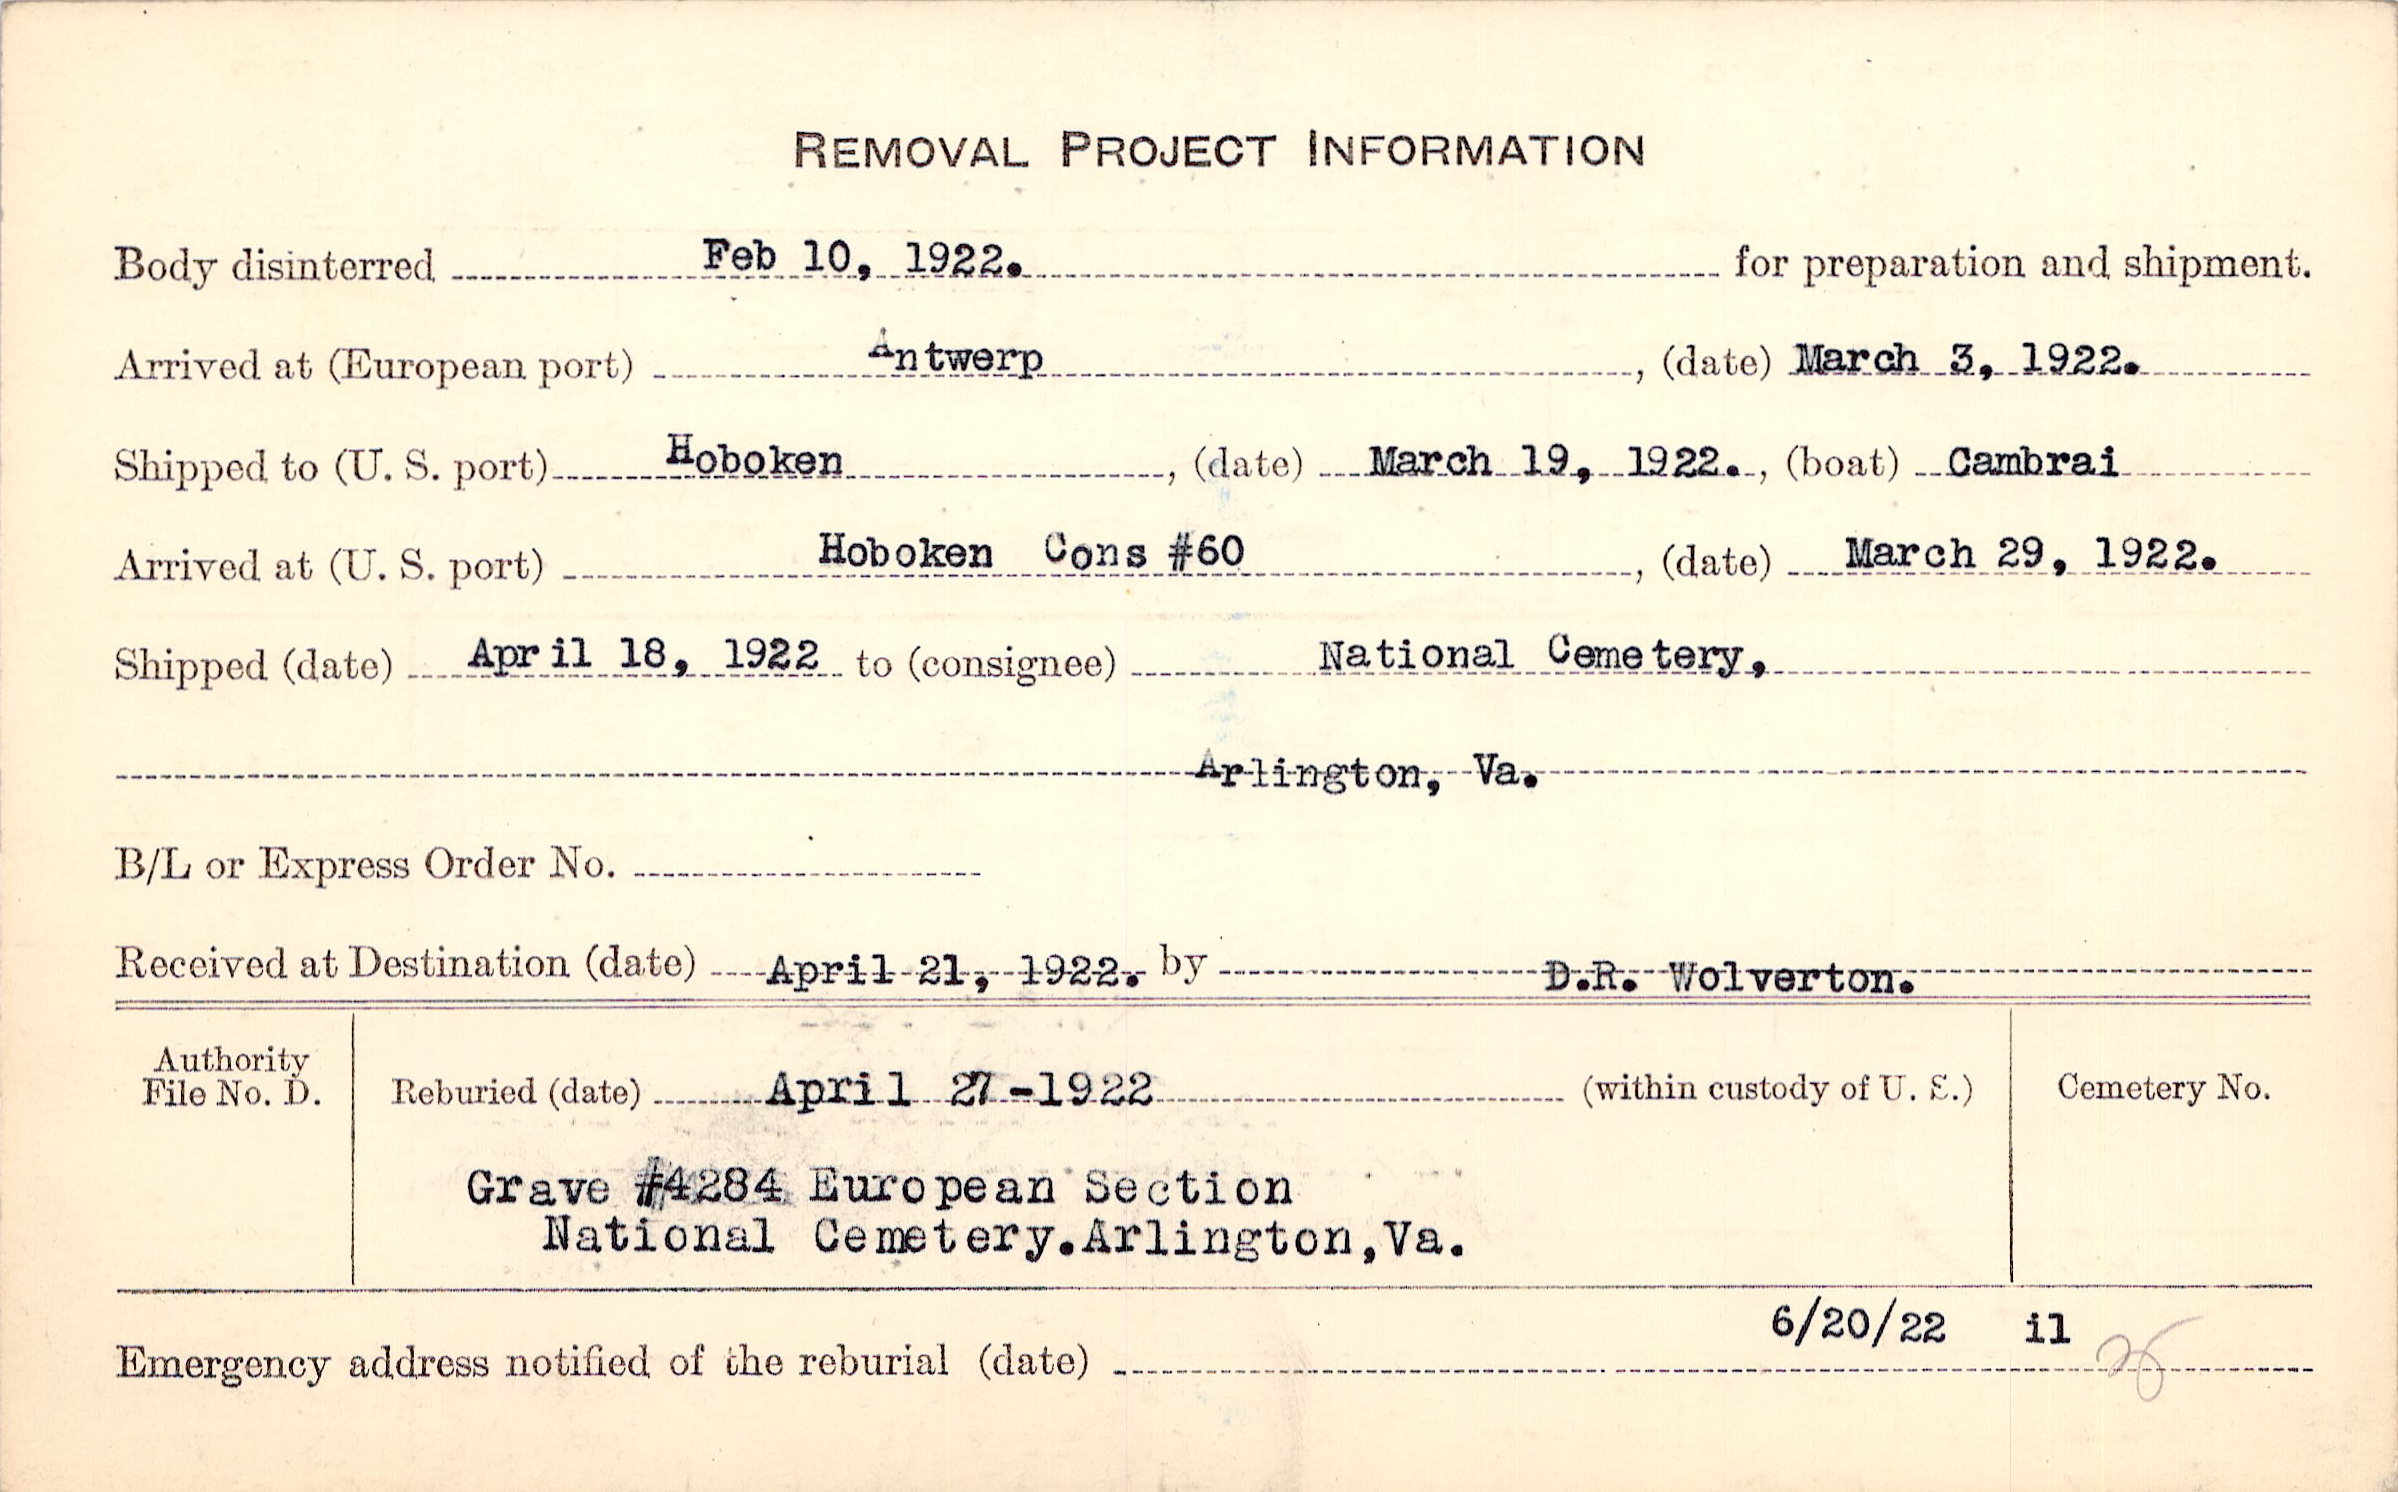 REMOVAL PROJECT INFORMATION
Body disinterred Feb 10, 1922. for preparation and shipment.
Arrived at (European port) Antwerp, (date) March 3, 1922.
Shipped to (U. S. port) Hoboken, (date) March 19, 1922., (boat) Cambrai
Arrived at (U. S. port) Hoboken Cons #60, (date) March 29, 1922.
Shipped (date) April 18, 1922 to (consignee) National Cemetery,
Arlington, Va.
B/L or Express Order No.
Received at Destination (date) April 21, 1922. by D.R. Wolverton.
Authority
File No. D. Reburied (date) April 27-1922 (within custody of U. S.) Cemetery No.
Grave #4284 European Section
National Cemetery.Arlington,Va.
6/20/22 il
Emergency address notified of the reburial (date)